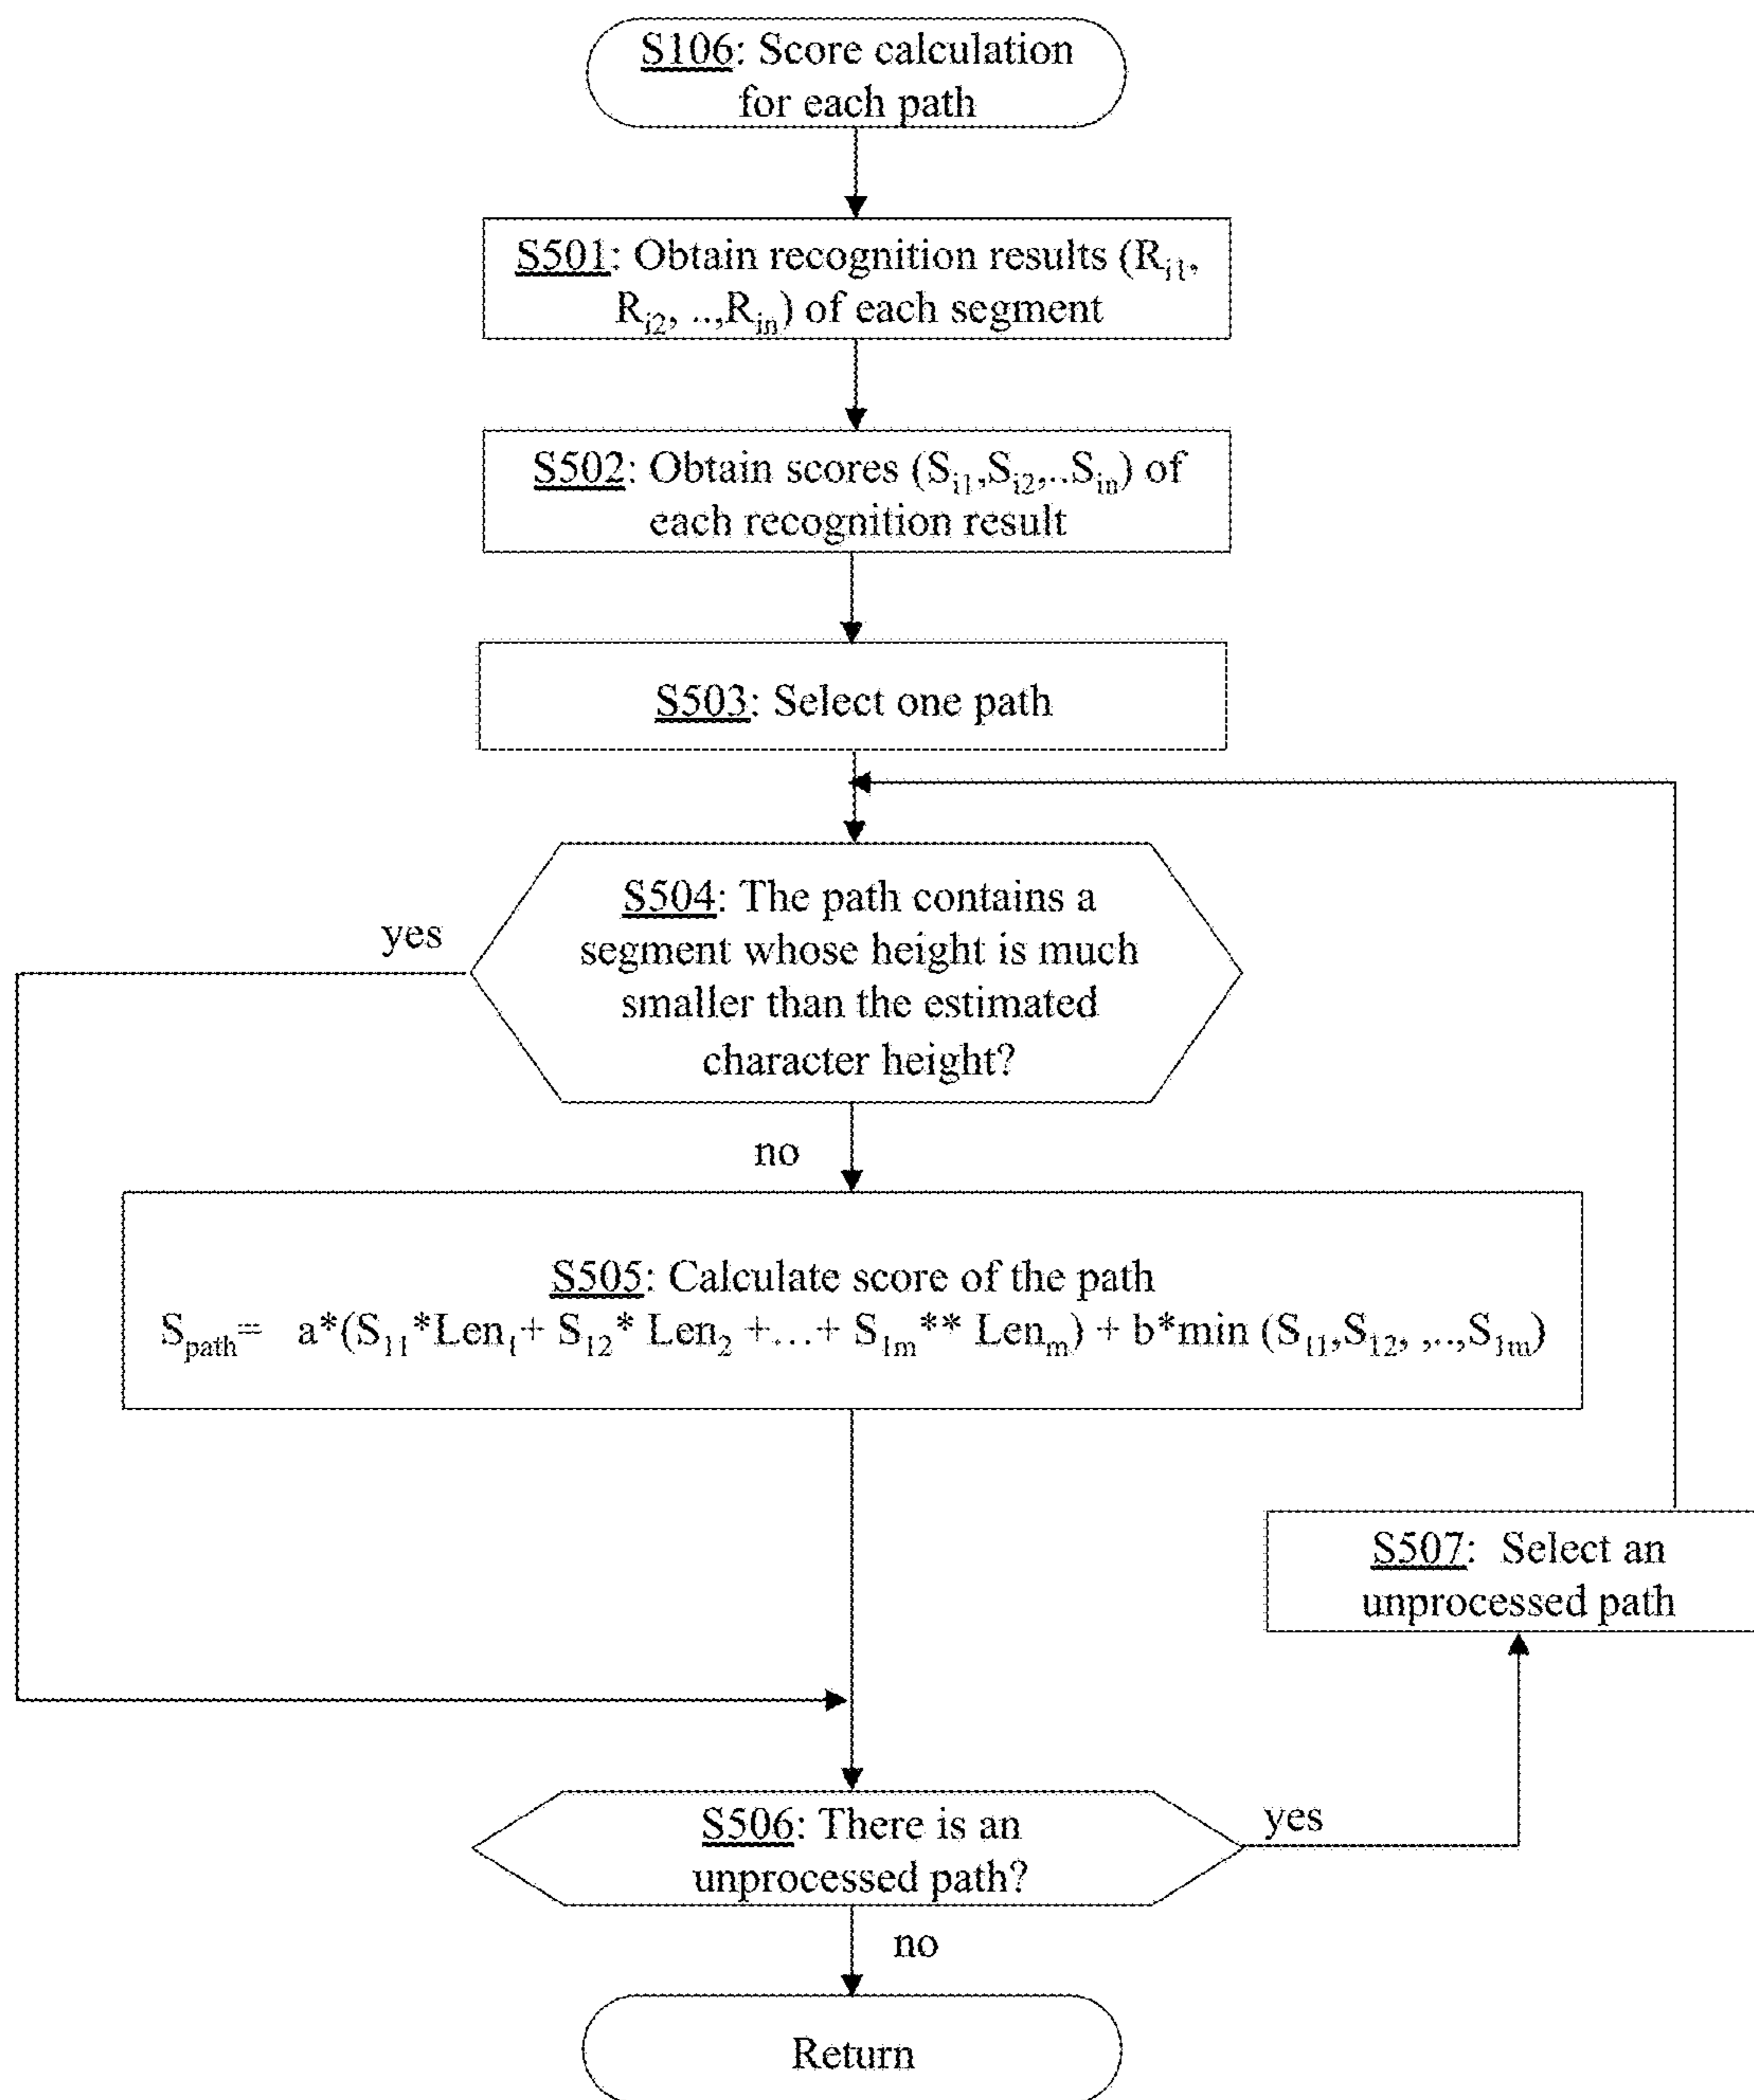 S106: Score calculation
for each path
S501: Obtain recognition results (Ri1,
Ri2, ..,Rin) of each segment
S502: Obtain scores (Si1,Si2,..Sin) of
each recognition result
S503: Select one path
S504: The path contains a
segment whose height is much
smaller than the estimated
character height?
yes
no
S505: Calculate score of the path
Spath= a*(S11*Len1+ S12* Len2 +...+ S1m** Lenm) + b*min (S11,S12, ,..,S1m)
S507: Select an
unprocessed path
S506: There is an
unprocessed path?
yes
no
Return